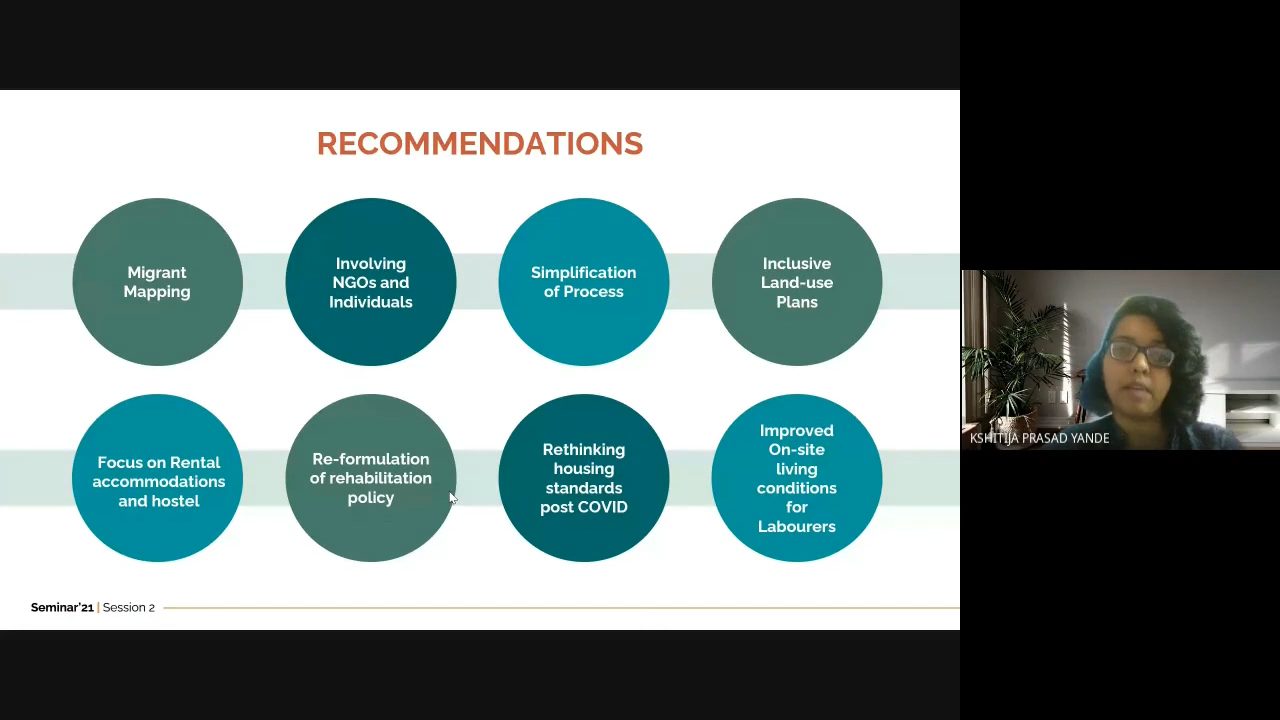 RECOMMENDATIONS
Migrant
Mapping
Involving
NGOs and
Individuals
Simplification
of Process
Inclusive
Land-use
Plans
Focus on Rental
accommodations
and hostel
Re-formulation
of rehabilitation
policy
Rethinking
housing
standards
post COVID
Improved
On-site
living
conditions
for
Labourers
Seminar'21 | Session 2
KSHITIJA PRASAD YANDE